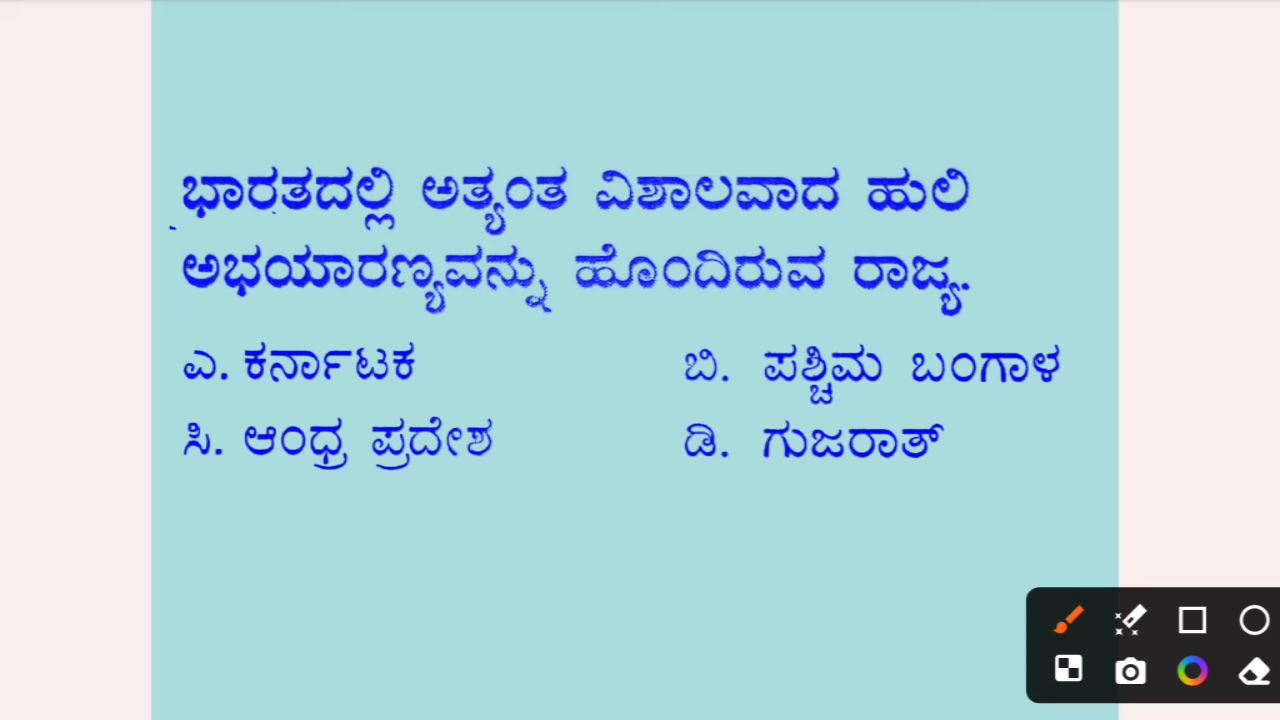 ಭಾರತದಲ್ಲಿ ಅತ್ಯಂತ ವಿಶಾಲವಾದ ಹುಲಿ
ಅಭಯಾರಣ್ಯವನ್ನು ಹೊಂದಿರುವ ರಾಜ್ಯ.
ಎ. ಕರ್ನಾಟಕ ಬಿ. ಪಶ್ಚಿಮ ಬಂಗಾಳ
ಸಿ. ಆಂಧ್ರ ಪ್ರದೇಶ ಡಿ. ಗುಜರಾತ್